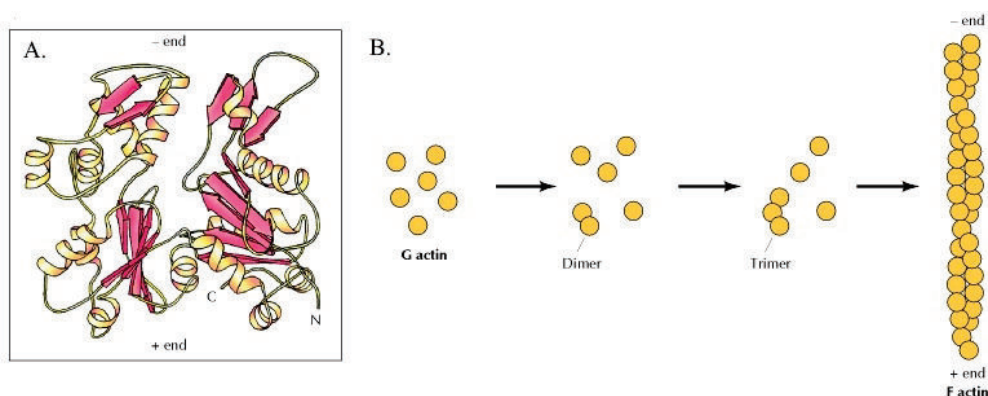 A.
– end
C
N
+ end
B.
G actin
Dimer
Trimer
– end
+ end
F actin